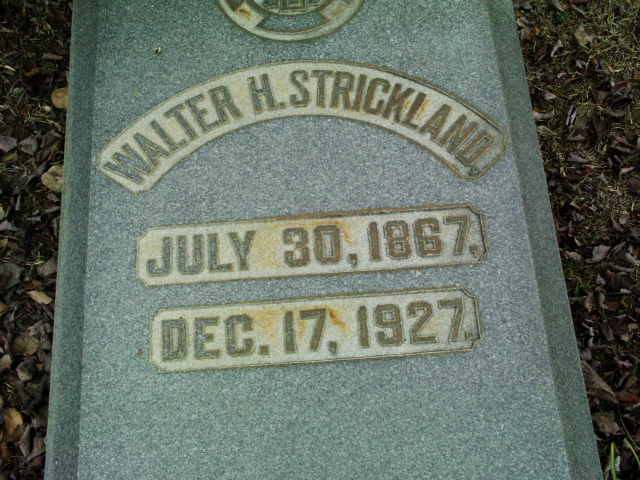 WALTER H. STRICKLAND,
JULY 30, 1867.
DEC. 17, 1927.